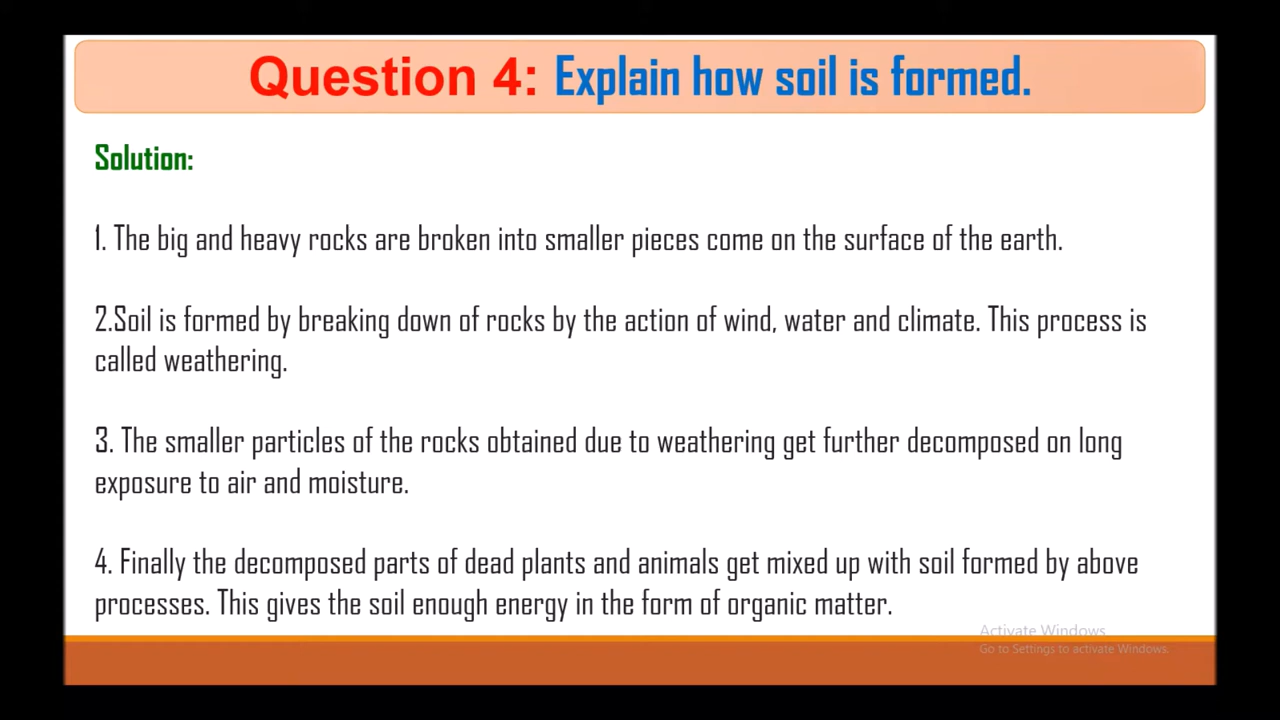 Question 4: Explain how soil is formed.
Solution:
1. The big and heavy rocks are broken into smaller pieces come on the surface of the earth.
2.Soil is formed by breaking down of rocks by the action of wind, water and climate. This process is
called weathering.
3. The smaller particles of the rocks obtained due to weathering get further decomposed on long
exposure to air and moisture.
4. Finally the decomposed parts of dead plants and animals get mixed up with soil formed by above
processes. This gives the soil enough energy in the form of organic matter.
Activate Windows
Go to Settings to activate Windows.